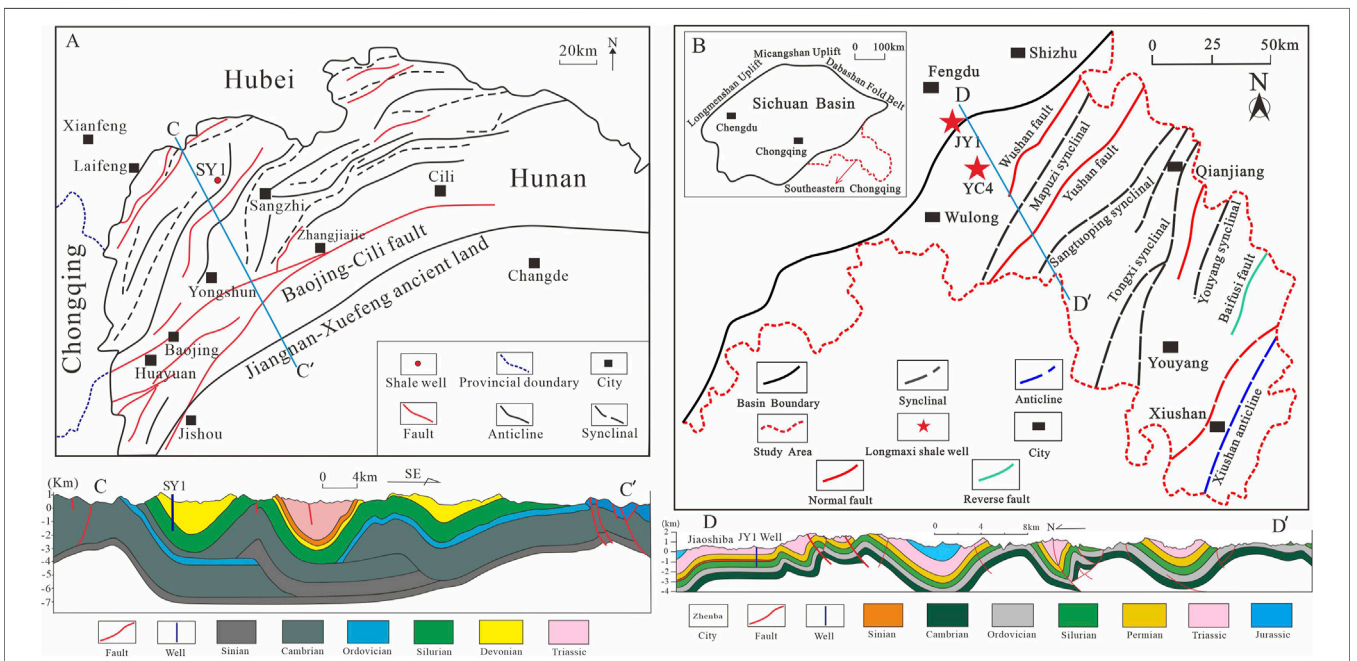 A
20km
N
Hubei
Xianfeng
Laifeng
C
SY1
Sangzhi
Cili
Hunan
Zhangjiajie
Baojing-Cili fault
Changde
Yongshun
Jiangnan-Xuefeng ancient land
Chongqing
Baojing
Huayuan
C′
Jishou
Shale well
Provincial doundary
City
Fault
Anticline
Synclinal
B
0 100km
Micangshan Uplift
Longmenshan Uplift
Dabashan Fold Belt
Sichuan Basin
Chengdu
Chongqing
Southeastern Chongqing
Shizhu
0 25 50km
N
Fengdu
D
JY1
YC4
Wulong
Wushan fault
Mapuzi synclinal
Yushan fault
Sangtuoping synclinal
Qianjiang
Tongxi synclinal
Youyang synclinal
Baifusi fault
D′
Youyang
Xiushan
Xiushan anticline
Basin Boundary
Synclinal
Anticline
Study Area
Longmaxi shale well
City
Normal fault
Reverse fault
(Km)
C
SY1
0 4km
SE
C′
1
0
-1
-2
-3
-4
-5
-6
-7
Fault
Well
Sinian
Cambrian
Ordovician
Silurian
Devonian
Triassic
(km)
D
Jiaoshiba
JY1 Well
0 4 8km
N
D′
2
1
0
-1
-2
-3
-4
Zhenba
City
Fault
Well
Sinian
Cambrian
Ordovician
Silurian
Permian
Triassic
Jurassic